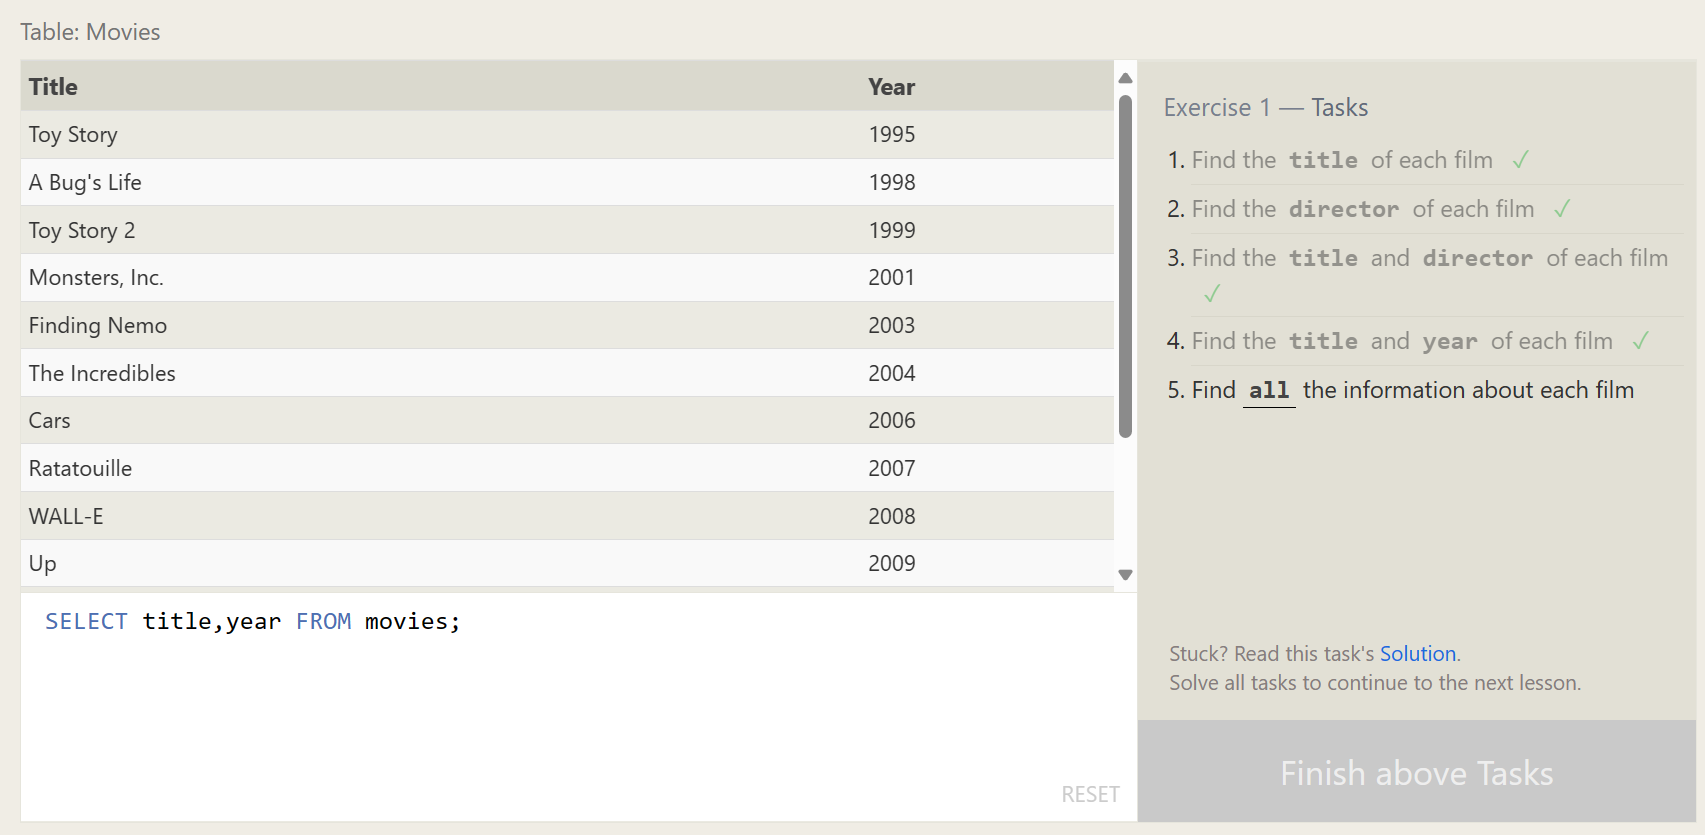 Table: Movies
Title Year
Toy Story 1995
A Bug's Life 1998
Toy Story 2 1999
Monsters, Inc. 2001
Finding Nemo 2003
The Incredibles 2004
Cars 2006
Ratatouille 2007
WALL-E 2008
Up 2009
SELECT title,year FROM movies;
RESET
Exercise 1 — Tasks
1. Find the title of each film ✓
2. Find the director of each film ✓
3. Find the title and director of each film
✓
4. Find the title and year of each film ✓
5. Find all the information about each film
Stuck? Read this task's Solution.
Solve all tasks to continue to the next lesson.
Finish above Tasks